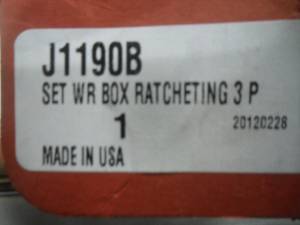 J1190B
SET WR BOX RATCHETING 3 P
1 20120228
MADE IN USA